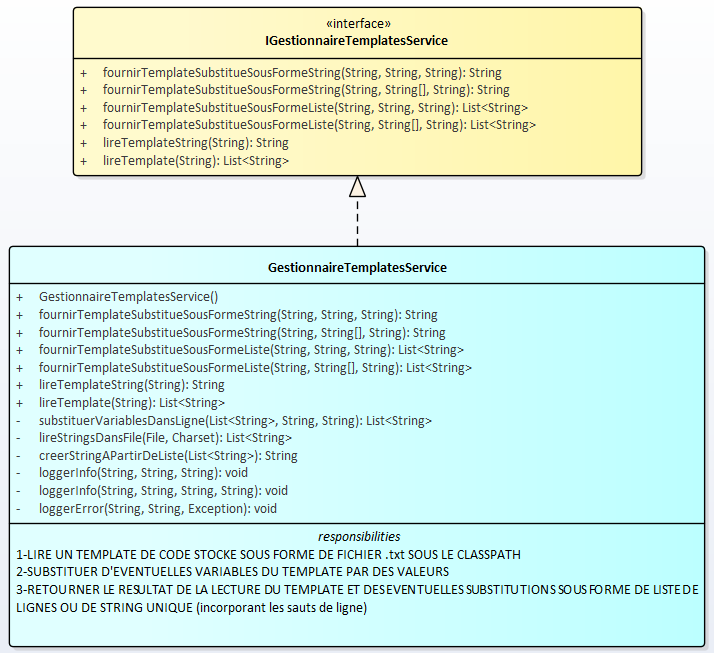 «interface»
IGestionnaireTemplatesService
+ fournirTemplateSubstitueSousFormeString(String, String, String): String
+ fournirTemplateSubstitueSousFormeString(String, String[], String): String
+ fournirTemplateSubstitueSousFormeListe(String, String, String): List<String>
+ fournirTemplateSubstitueSousFormeListe(String, String[], String): List<String>
+ lireTemplateString(String): String
+ lireTemplate(String): List<String>
GestionnaireTemplatesService
+ GestionnaireTemplatesService()
+ fournirTemplateSubstitueSousFormeString(String, String, String): String
+ fournirTemplateSubstitueSousFormeString(String, String[], String): String
+ fournirTemplateSubstitueSousFormeListe(String, String, String): List<String>
+ fournirTemplateSubstitueSousFormeListe(String, String[], String): List<String>
+ lireTemplateString(String): String
+ lireTemplate(String): List<String>
- substituerVariablesDansLigne(List<String>, String, String): List<String>
- lireStringsDansFile(File, Charset): List<String>
- creerStringAPartirDeListe(List<String>): String
- loggerInfo(String, String, String): void
- loggerInfo(String, String, String, String): void
- loggerError(String, String, Exception): void
responsibilities
1-LIRE UN TEMPLATE DE CODE STOCKE SOUS FORME DE FICHIER .txt SOUS LE CLASSPATH
2-SUBSTITUER D'EVENTUELLES VARIABLES DU TEMPLATE PAR DES VALEURS
3-RETOURNER LE RESULTAT DE LA LECTURE DU TEMPLATE ET DES EVENTUELLES SUBSTITUTIONS SOUS FORME DE LISTE DE
LIGNES OU DE STRING UNIQUE (incorporant les sauts de ligne)